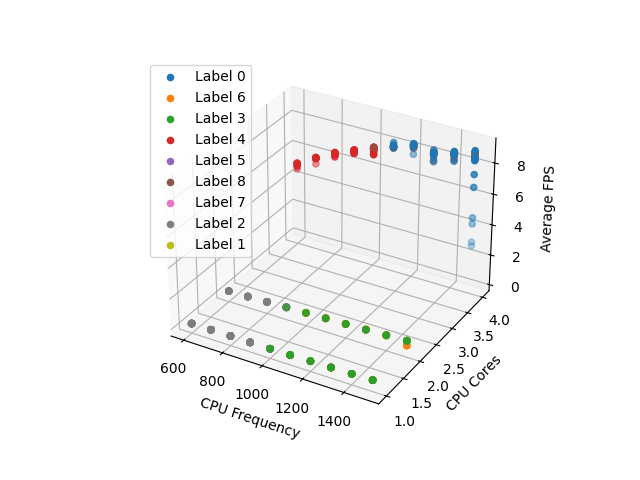 Label 0
Label 6
Label 3
Label 4
Label 5
Label 8
Label 7
Label 2
Label 1
8
6
4
2
0
Average FPS
4.0
3.5
3.0
2.5
2.0
1.5
1.0
CPU Cores
600
800
1000
1200
1400
CPU Frequency